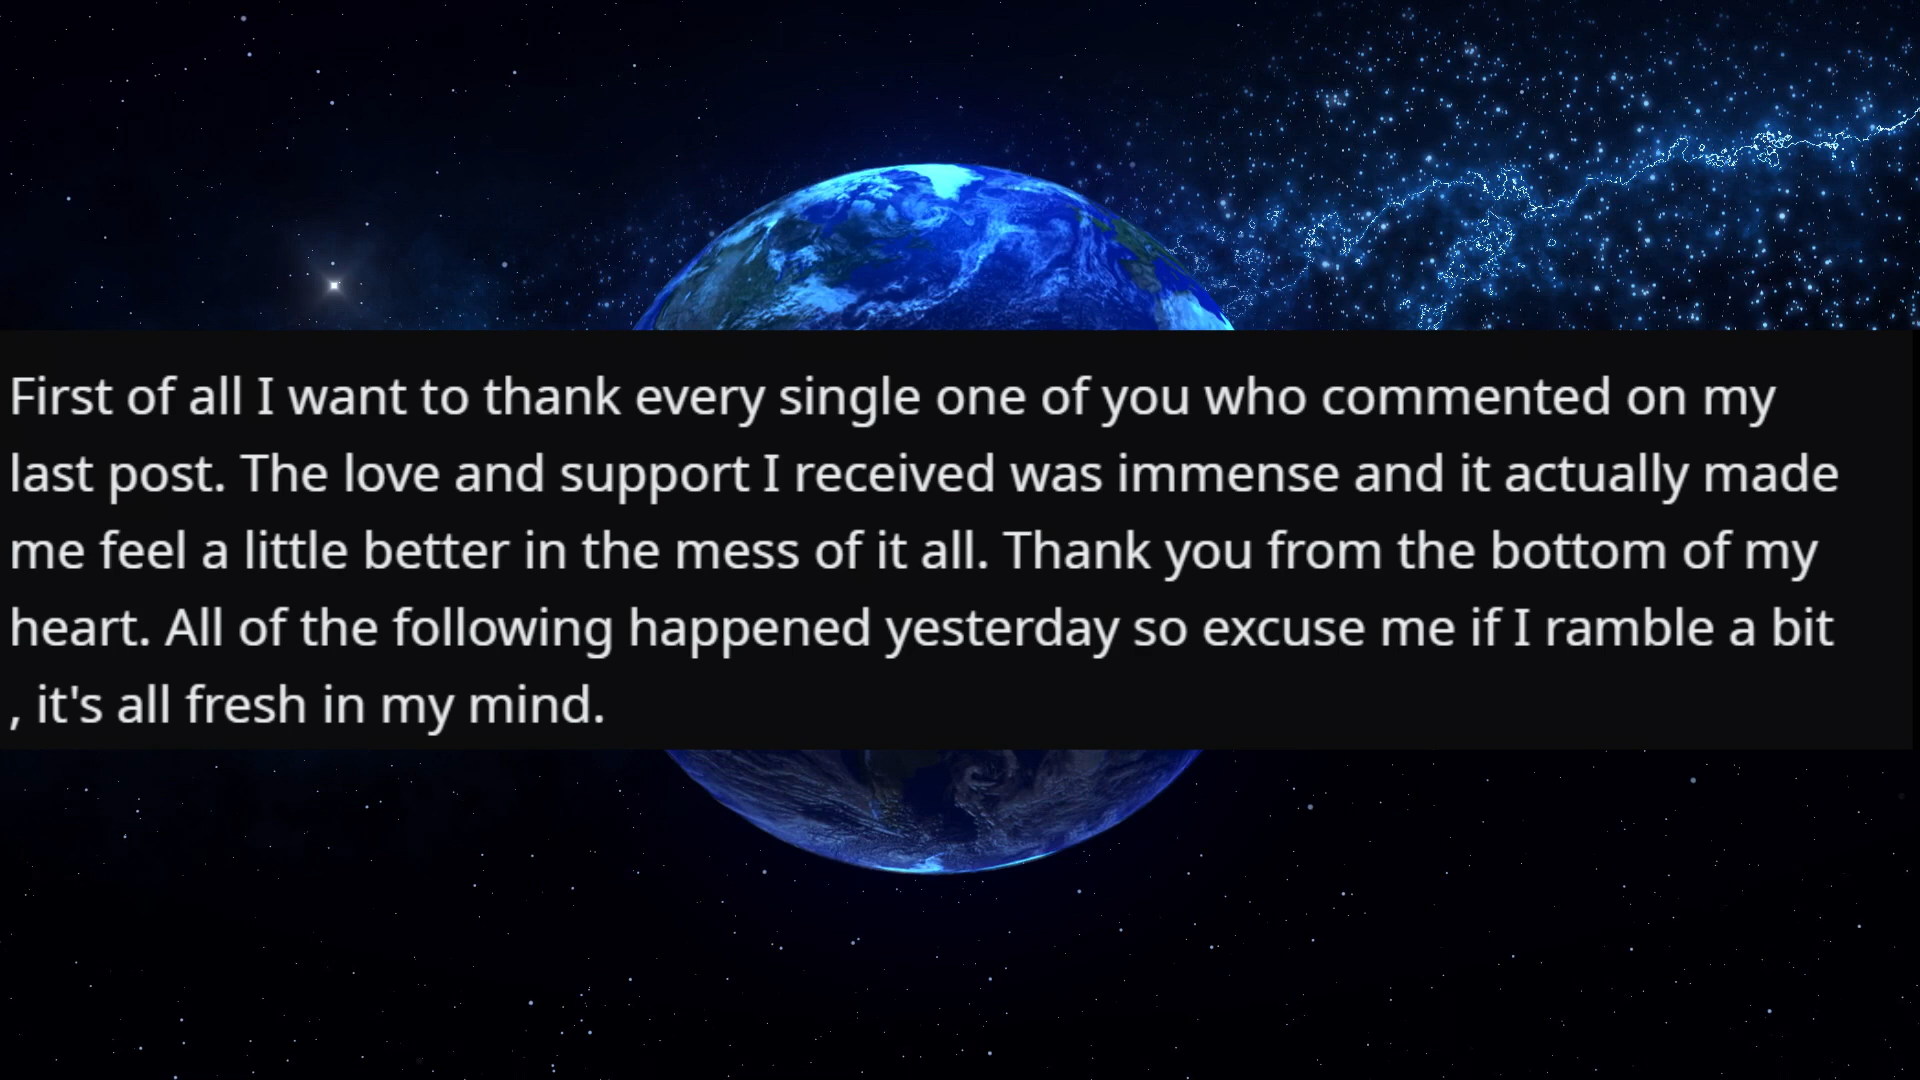 First of all I want to thank every single one of you who commented on my
last post. The love and support I received was immense and it actually made
me feel a little better in the mess of it all. Thank you from the bottom of my
heart. All of the following happened yesterday so excuse me if I ramble a bit
, it's all fresh in my mind.